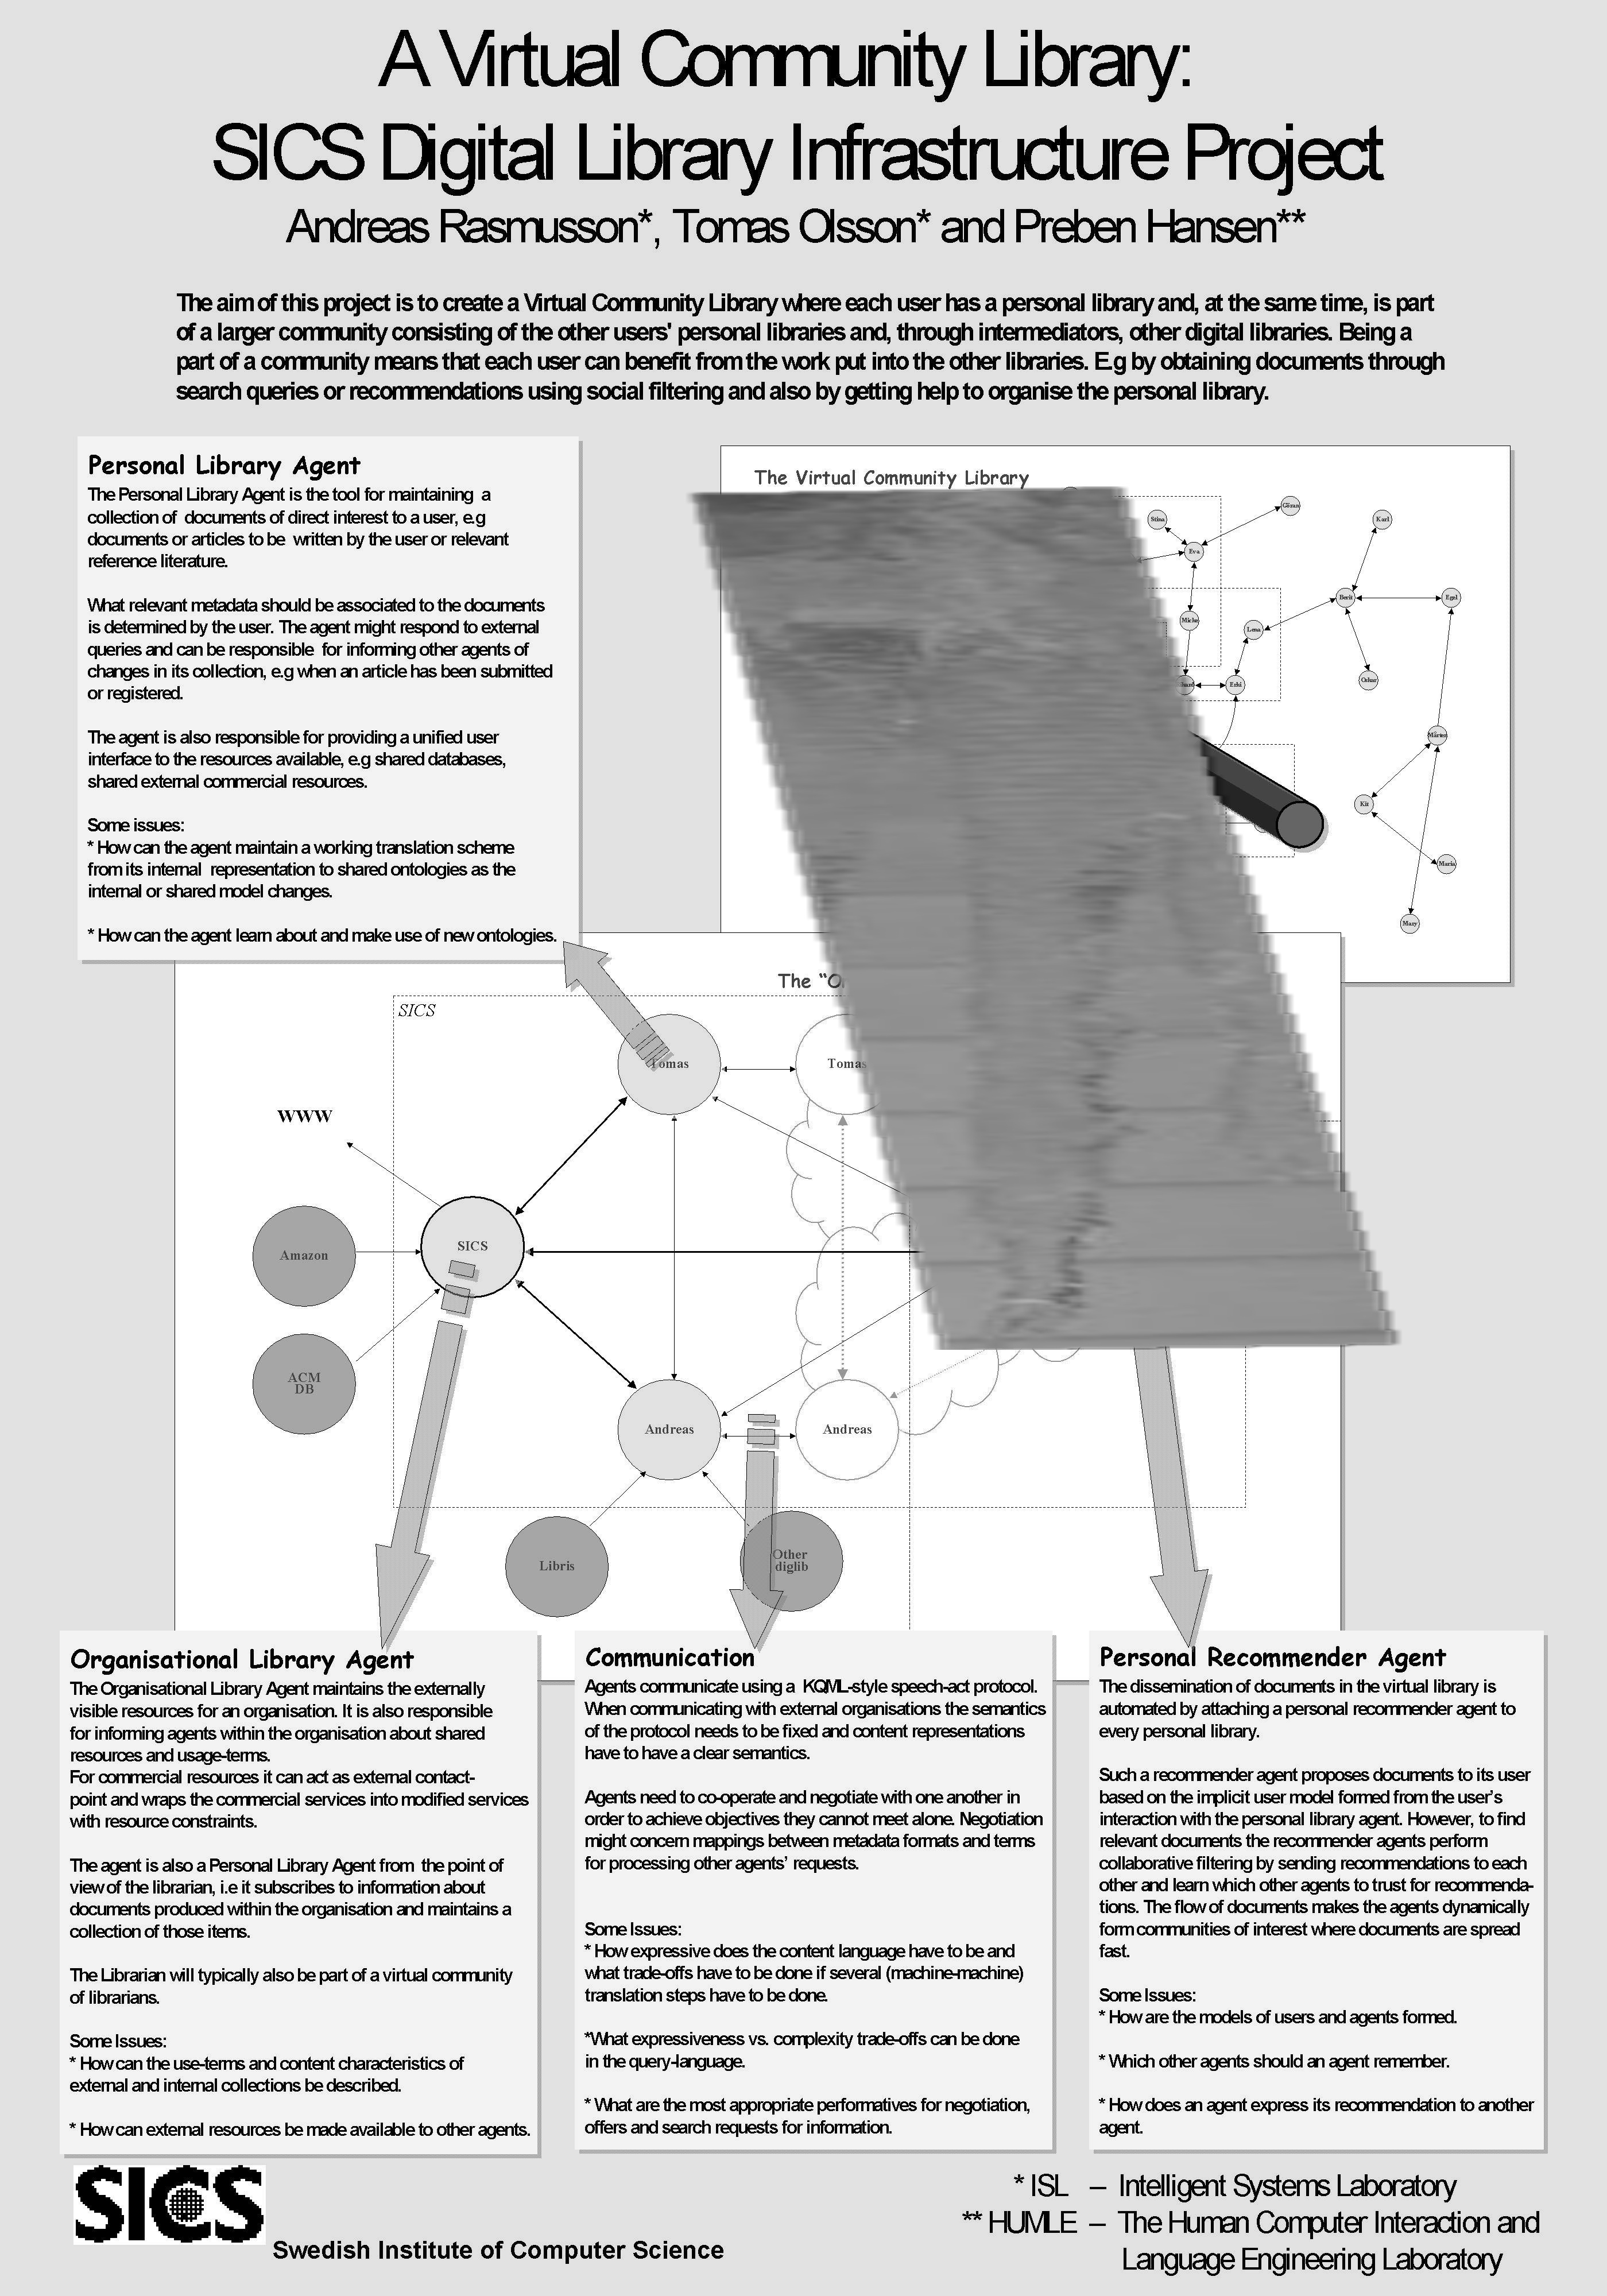 A Virtual Community Library:
SICS Digital Library Infrastructure Project
Andreas Rasmusson*, Tomas Olsson* and Preben Hansen**
The aim of this project is to create a Virtual Community Library where each user has a personal library and, at the same time, is part
of a larger community consisting of the other users' personal libraries and, through intermediators, other digital libraries. Being a
part of a community means that each user can benefit from the work put into the other libraries. E.g by obtaining documents through
search queries or recommendations using social filtering and also by getting help to organise the personal library.
Personal Library Agent
The Personal Library Agent is the tool for maintaining a
collection of documents of direct interest to a user, e.g
documents or articles to be written by the user or relevant
reference literature.
What relevant metadata should be associated to the documents
is determined by the user. The agent might respond to external
queries and can be responsible for informing other agents of
changes in its collection, e.g when an article has been submitted
or registered.
The agent is also responsible for providing a unified user
interface to the resources available, e.g shared databases,
shared external commercial resources.
Some issues:
* How can the agent maintain a working translation scheme
from its internal representation to shared ontologies as the
internal or shared model changes.
* How can the agent learn about and make use of new ontologies.
The Virtual Community Library
Stina
Göran
Karl
Eva
Berit
Egil
Micke
Lena
Erki
Oskar
Mårten
Kit
Maria
Mary
The
SICS
Tomas
Tomas
WWW
SICS
Amazon
ACM
DB
Andreas
Andreas
Libris
Other
diglib
Organisational Library Agent
The Organisational Library Agent maintains the externally
visible resources for an organisation. It is also responsible
for informing agents within the organisation about shared
resources and usage-terms.
For commercial resources it can act as external contact-
point and wraps the commercial services into modified services
with resource constraints.
The agent is also a Personal Library Agent from the point of
view of the librarian, i.e it subscribes to information about
documents produced within the organisation and maintains a
collection of those items.
The Librarian will typically also be part of a virtual community
of librarians.
Some Issues:
* How can the use-terms and content characteristics of
external and internal collections be described.
* How can external resources be made available to other agents.
Communication
Agents communicate using a KQML-style speech-act protocol.
When communicating with external organisations the semantics
of the protocol needs to be fixed and content representations
have to have a clear semantics.
Agents need to co-operate and negotiate with one another in
order to achieve objectives they cannot meet alone. Negotiation
might concern mappings between metadata formats and terms
for processing other agents' requests.
Some Issues:
* How expressive does the content language have to be and
what trade-offs have to be done if several (machine-machine)
translation steps have to be done.
*What expressiveness vs. complexity trade-offs can be done
in the query-language.
* What are the most appropriate performatives for negotiation,
offers and search requests for information.
Personal Recommender Agent
The dissemination of documents in the virtual library is
automated by attaching a personal recommender agent to
every personal library.
Such a recommender agent proposes documents to its user
based on the implicit user model formed from the user's
interaction with the personal library agent. However, to find
relevant documents the recommender agents perform
collaborative filtering by sending recommendations to each
other and learn which other agents to trust for recommenda-
tions. The flow of documents makes the agents dynamically
form communities of interest where documents are spread
fast.
Some Issues:
* How are the models of users and agents formed.
* Which other agents should an agent remember.
* How does an agent express its recommendation to another
agent.
SICS
Swedish Institute of Computer Science
* ISL – Intelligent Systems Laboratory
** HUMLE – The Human Computer Interaction and
Language Engineering Laboratory